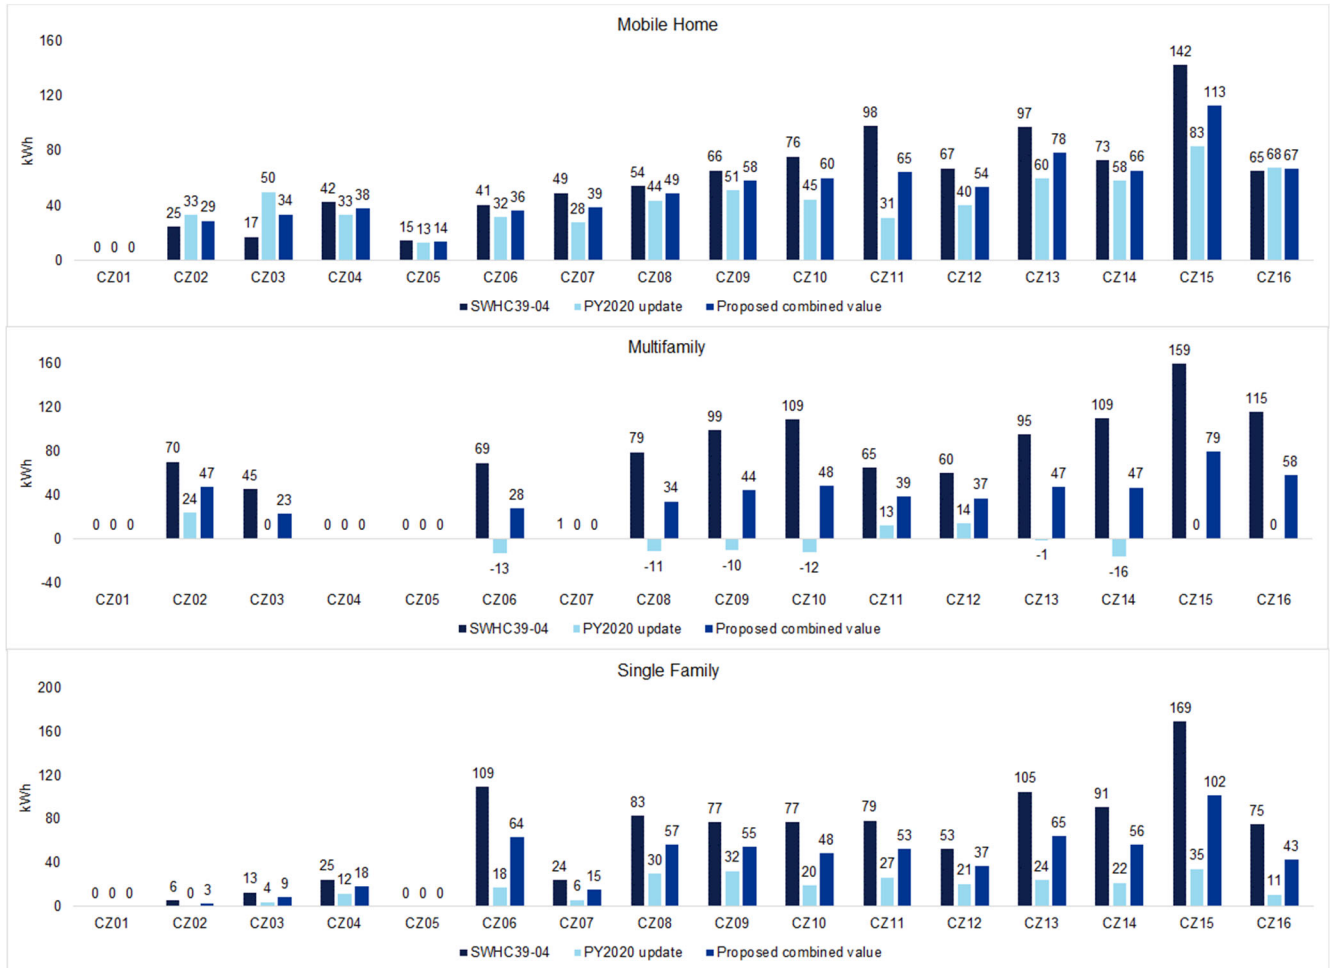 Mobile Home
160
120
80
40
0
kWh
0 0 0
25 33 29
17 50 34
42 33 38
15 13 14
41 32 36
49 28 39
54 44 49
66 51 58
76 45 60
98 31 65
67 40 54
97 60 78
73 58 66
142 83 113
65 68 67
CZ01 CZ02 CZ03 CZ04 CZ05 CZ06 CZ07 CZ08 CZ09 CZ10 CZ11 CZ12 CZ13 CZ14 CZ15 CZ16
SWHC39-04 PY2020 update Proposed combined value
Multifamily
160
120
80
40
0
-40
kWh
0 0 0
70 24 47
45 0 23
0 0 0
0 0 0
69 -13 28
1 0 0
79 -11 34
99 -10 44
109 -12 48
65 13 39
60 14 37
95 -1 47
109 -16 47
159 0 79
115 0 58
CZ01 CZ02 CZ03 CZ04 CZ05 CZ06 CZ07 CZ08 CZ09 CZ10 CZ11 CZ12 CZ13 CZ14 CZ15 CZ16
SWHC39-04 PY2020 update Proposed combined value
Single Family
200
160
120
80
40
0
kWh
0 0 0
6 0 3
13 4 9
25 12 18
0 0 0
109 18 64
24 6 15
83 30 57
77 32 55
77 20 48
79 27 53
53 21 37
105 24 65
91 22 56
169 35 102
75 11 43
CZ01 CZ02 CZ03 CZ04 CZ05 CZ06 CZ07 CZ08 CZ09 CZ10 CZ11 CZ12 CZ13 CZ14 CZ15 CZ16
SWHC39-04 PY2020 update Proposed combined value